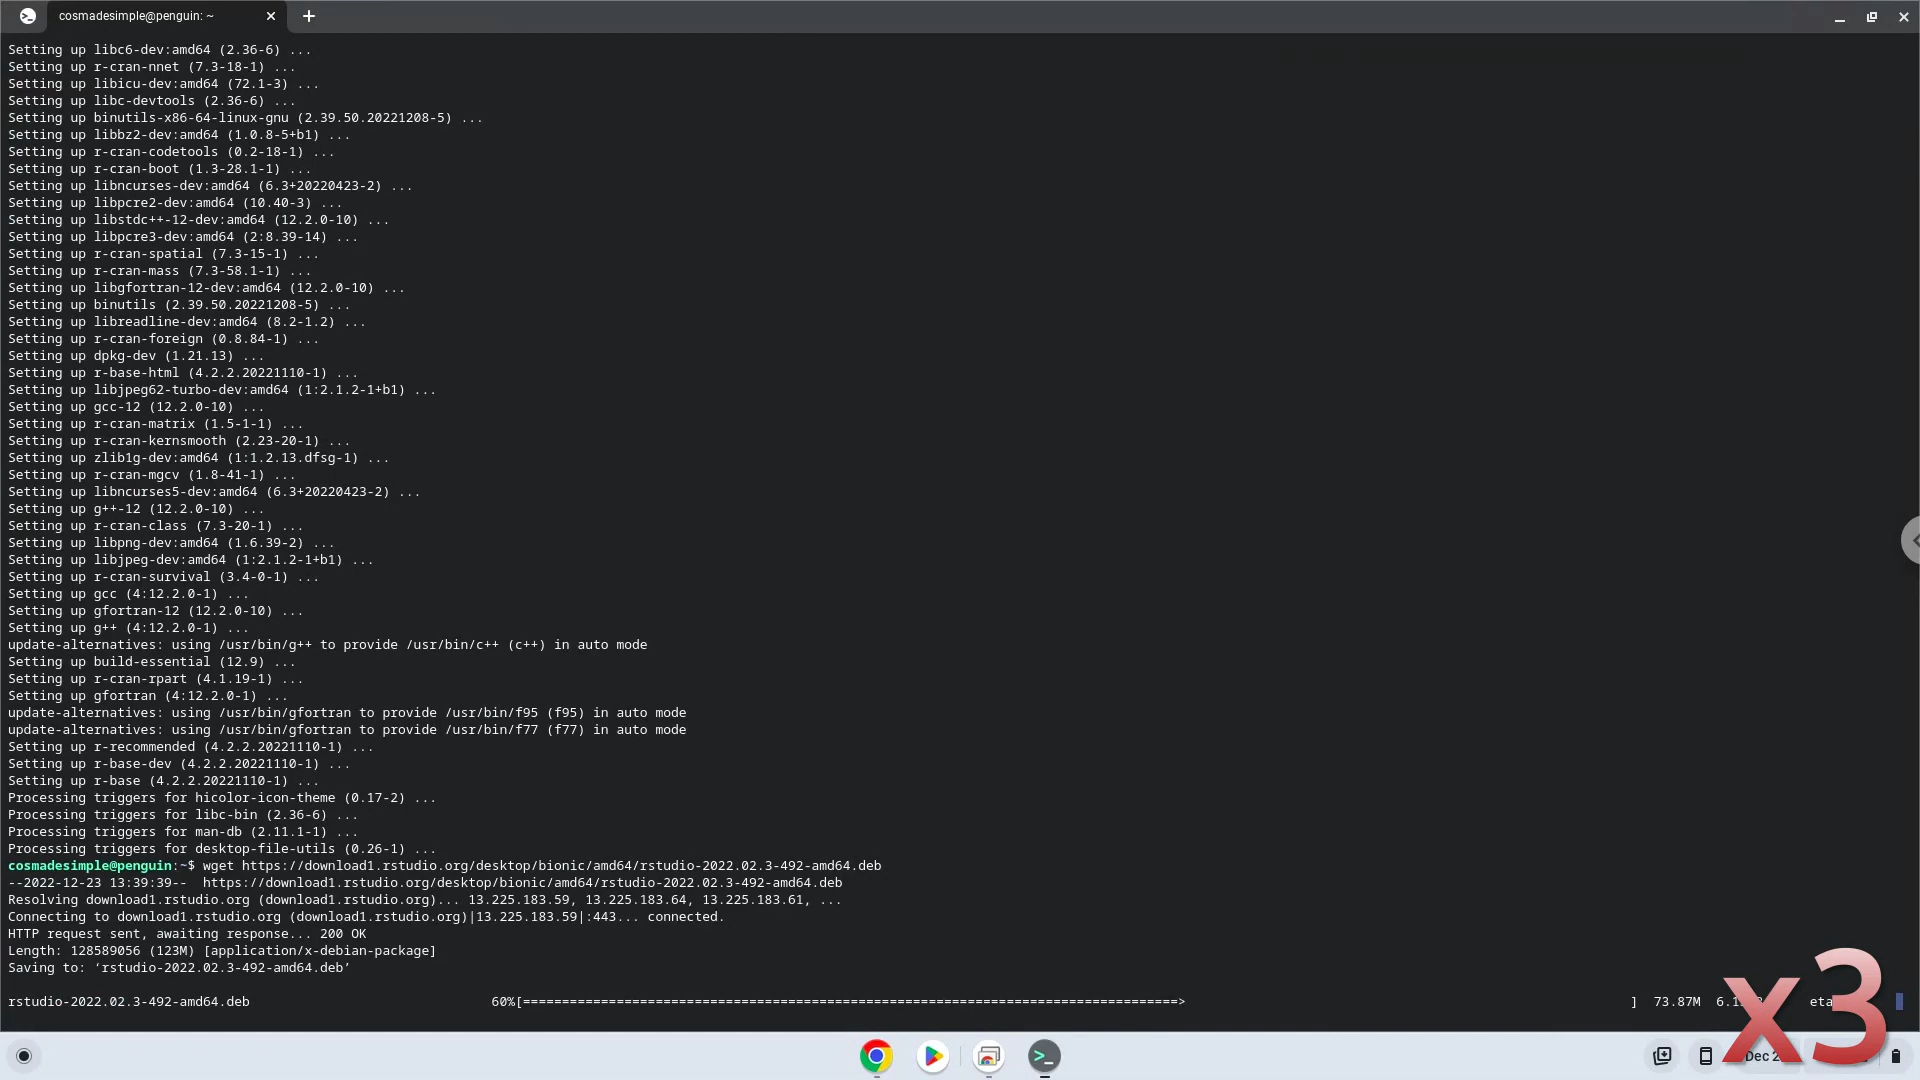 cosmadesimple@penguin: ~
Setting up libc6-dev:amd64 (2.36-6) ...
Setting up r-cran-nnet (7.3-18-1) ...
Setting up libicu-dev:amd64 (72.1-3) ...
Setting up libc-devtools (2.36-6) ...
Setting up binutils-x86-64-linux-gnu (2.39.50.20221208-5) ...
Setting up libbz2-dev:amd64 (1.0.8-5+b1) ...
Setting up r-cran-codetools (0.2-18-1) ...
Setting up r-cran-boot (1.3-28.1-1) ...
Setting up libncurses-dev:amd64 (6.3+20220423-2) ...
Setting up libpcre2-dev:amd64 (10.40-3) ...
Setting up libstdc++-12-dev:amd64 (12.2.0-10) ...
Setting up libpcre3-dev:amd64 (2:8.39-14) ...
Setting up r-cran-spatial (7.3-15-1) ...
Setting up r-cran-mass (7.3-58.1-1) ...
Setting up libgfortran-12-dev:amd64 (12.2.0-10) ...
Setting up binutils (2.39.50.20221208-5) ...
Setting up libreadline-dev:amd64 (8.2-1.2) ...
Setting up r-cran-foreign (0.8.84-1) ...
Setting up dpkg-dev (1.21.13) ...
Setting up r-base-html (4.2.2.20221110-1) ...
Setting up libjpeg62-turbo-dev:amd64 (1:2.1.2-1+b1) ...
Setting up gcc-12 (12.2.0-10) ...
Setting up r-cran-matrix (1.5-1-1) ...
Setting up r-cran-kernsmooth (2.23-20-1) ...
Setting up zlib1g-dev:amd64 (1:1.2.13.dfsg-1) ...
Setting up r-cran-mgcv (1.8-41-1) ...
Setting up libncurses5-dev:amd64 (6.3+20220423-2) ...
Setting up g++-12 (12.2.0-10) ...
Setting up r-cran-class (7.3-20-1) ...
Setting up libpng-dev:amd64 (1.6.39-2) ...
Setting up libjpeg-dev:amd64 (1:2.1.2-1+b1) ...
Setting up r-cran-survival (3.4-0-1) ...
Setting up gcc (4:12.2.0-1) ...
Setting up gfortran-12 (12.2.0-10) ...
Setting up g++ (4:12.2.0-1) ...
update-alternatives: using /usr/bin/g++ to provide /usr/bin/c++ (c++) in auto mode
Setting up build-essential (12.9) ...
Setting up r-cran-rpart (4.1.19-1) ...
Setting up gfortran (4:12.2.0-1) ...
update-alternatives: using /usr/bin/gfortran to provide /usr/bin/f95 (f95) in auto mode
update-alternatives: using /usr/bin/gfortran to provide /usr/bin/f77 (f77) in auto mode
Setting up r-recommended (4.2.2.20221110-1) ...
Setting up r-base-dev (4.2.2.20221110-1) ...
Setting up r-base (4.2.2.20221110-1) ...
Processing triggers for hicolor-icon-theme (0.17-2) ...
Processing triggers for libc-bin (2.36-6) ...
Processing triggers for man-db (2.11.1-1) ...
Processing triggers for desktop-file-utils (0.26-1) ...
cosmadesimple@penguin:~$ wget https://download1.rstudio.org/desktop/bionic/amd64/rstudio-2022.02.3-492-amd64.deb
--2022-12-23 13:39:39--  https://download1.rstudio.org/desktop/bionic/amd64/rstudio-2022.02.3-492-amd64.deb
Resolving download1.rstudio.org (download1.rstudio.org)... 13.225.183.59, 13.225.183.64, 13.225.183.61, ...
Connecting to download1.rstudio.org (download1.rstudio.org)|13.225.183.59|:443... connected.
HTTP request sent, awaiting response... 200 OK
Length: 128589056 (123M) [application/x-debian-package]
Saving to: ‘rstudio-2022.02.3-492-amd64.deb’
rstudio-2022.02.3-492-amd64.deb 60%[====================================================================================>] 73.87M eta
x3
Dec